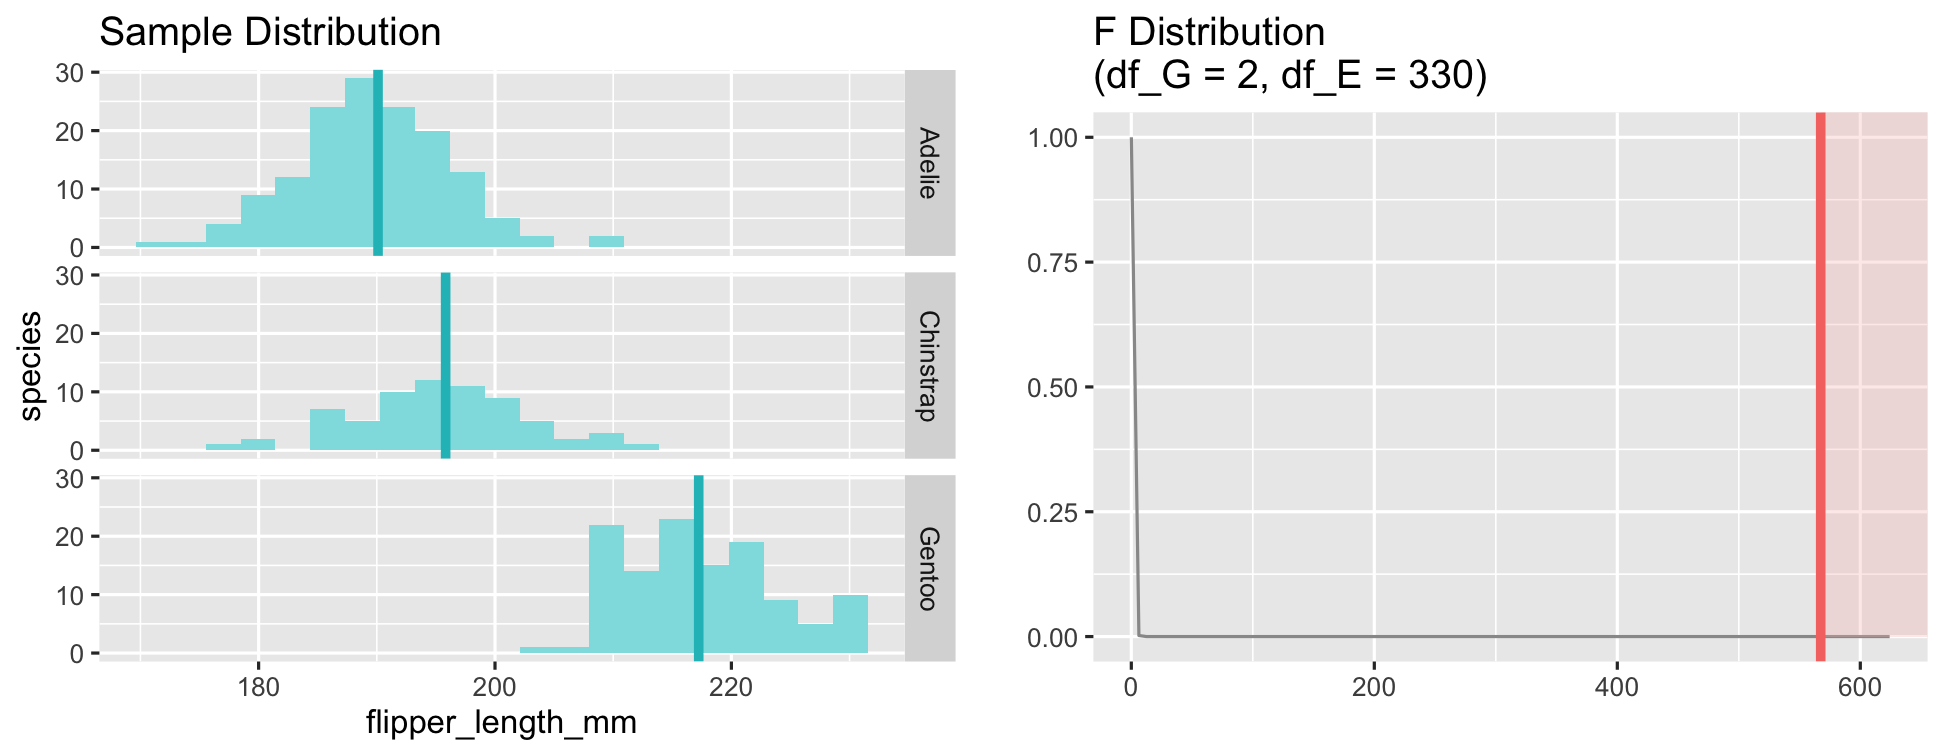 Sample Distribution
30
20
10
0
Adelie
30
20
10
0
Chinstrap
30
20
10
0
Gentoo
species
180 200 220
flipper_length_mm
F Distribution
(df_G = 2, df_E = 330)
1.00
0.75
0.50
0.25
0.00
0 200 400 600